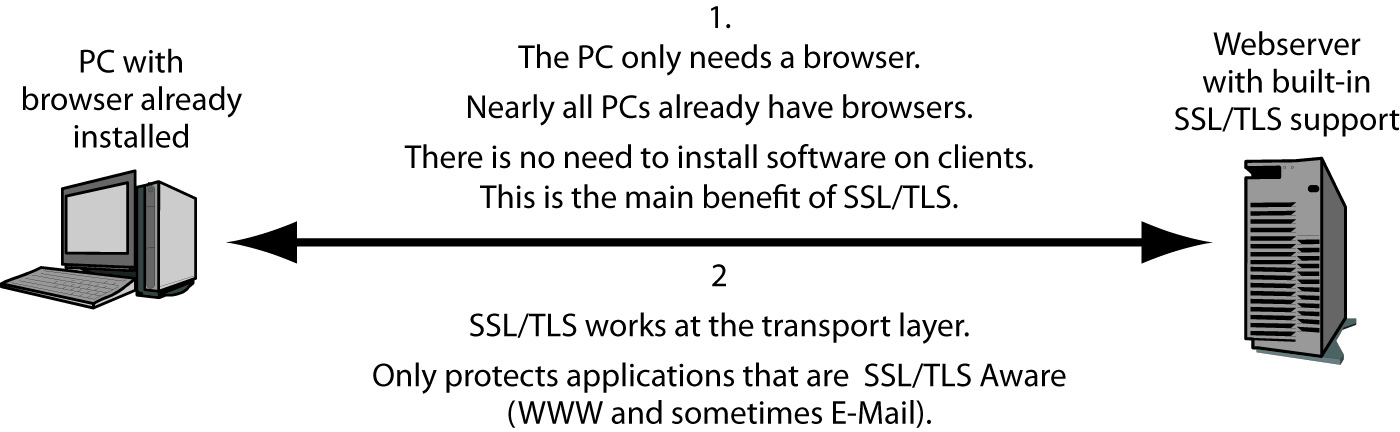 PC with
browser already
installed
1.
The PC only needs a browser.
Nearly all PCs already have browsers.
There is no need to install software on clients.
This is the main benefit of SSL/TLS.
2
SSL/TLS works at the transport layer.
Only protects applications that are  SSL/TLS Aware
(WWW and sometimes E-Mail).
Webserver
with built-in
SSL/TLS support